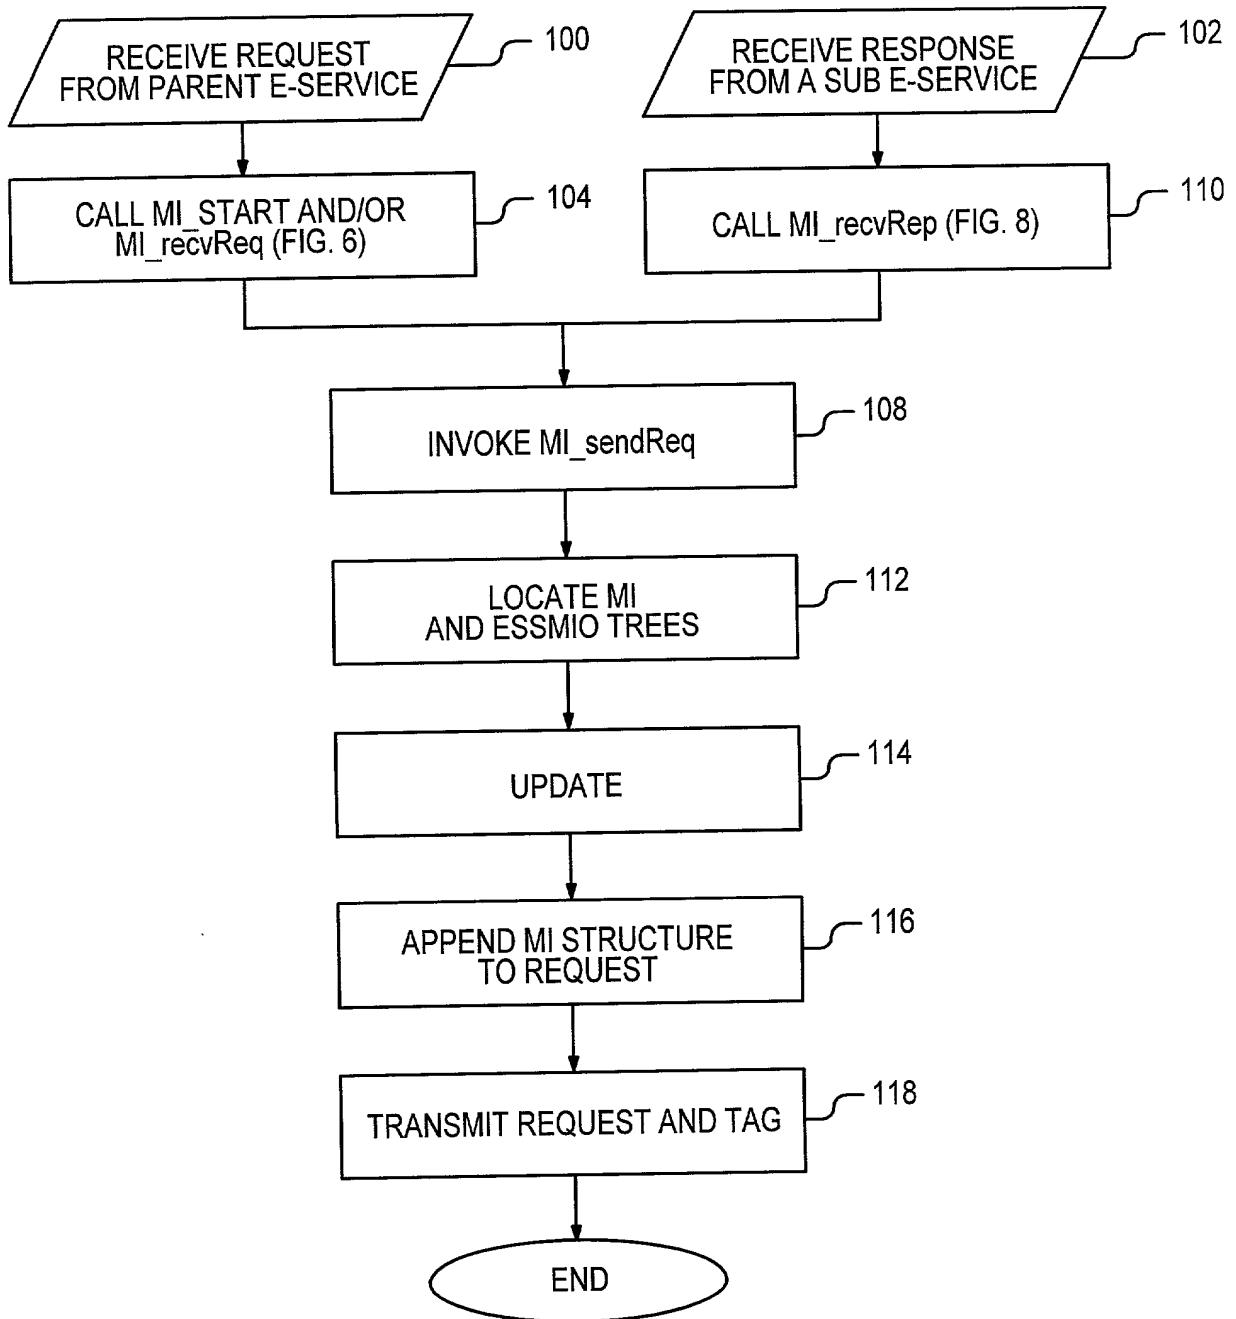 RECEIVE REQUEST
FROM PARENT E-SERVICE
100
RECEIVE RESPONSE
FROM A SUB E-SERVICE
102
CALL MI_START AND/OR
MI_recvReq (FIG. 6)
104
CALL MI_recvRep (FIG. 8)
110
INVOKE MI_sendReq
108
LOCATE MI
AND ESSMIO TREES
112
UPDATE
114
APPEND MI STRUCTURE
TO REQUEST
116
TRANSMIT REQUEST AND TAG
118
END